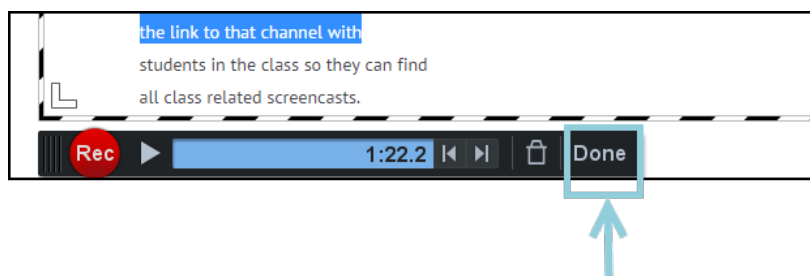 the link to that channel with
students in the class so they can find
all class related screencasts.
Rec 1:22.2 Done